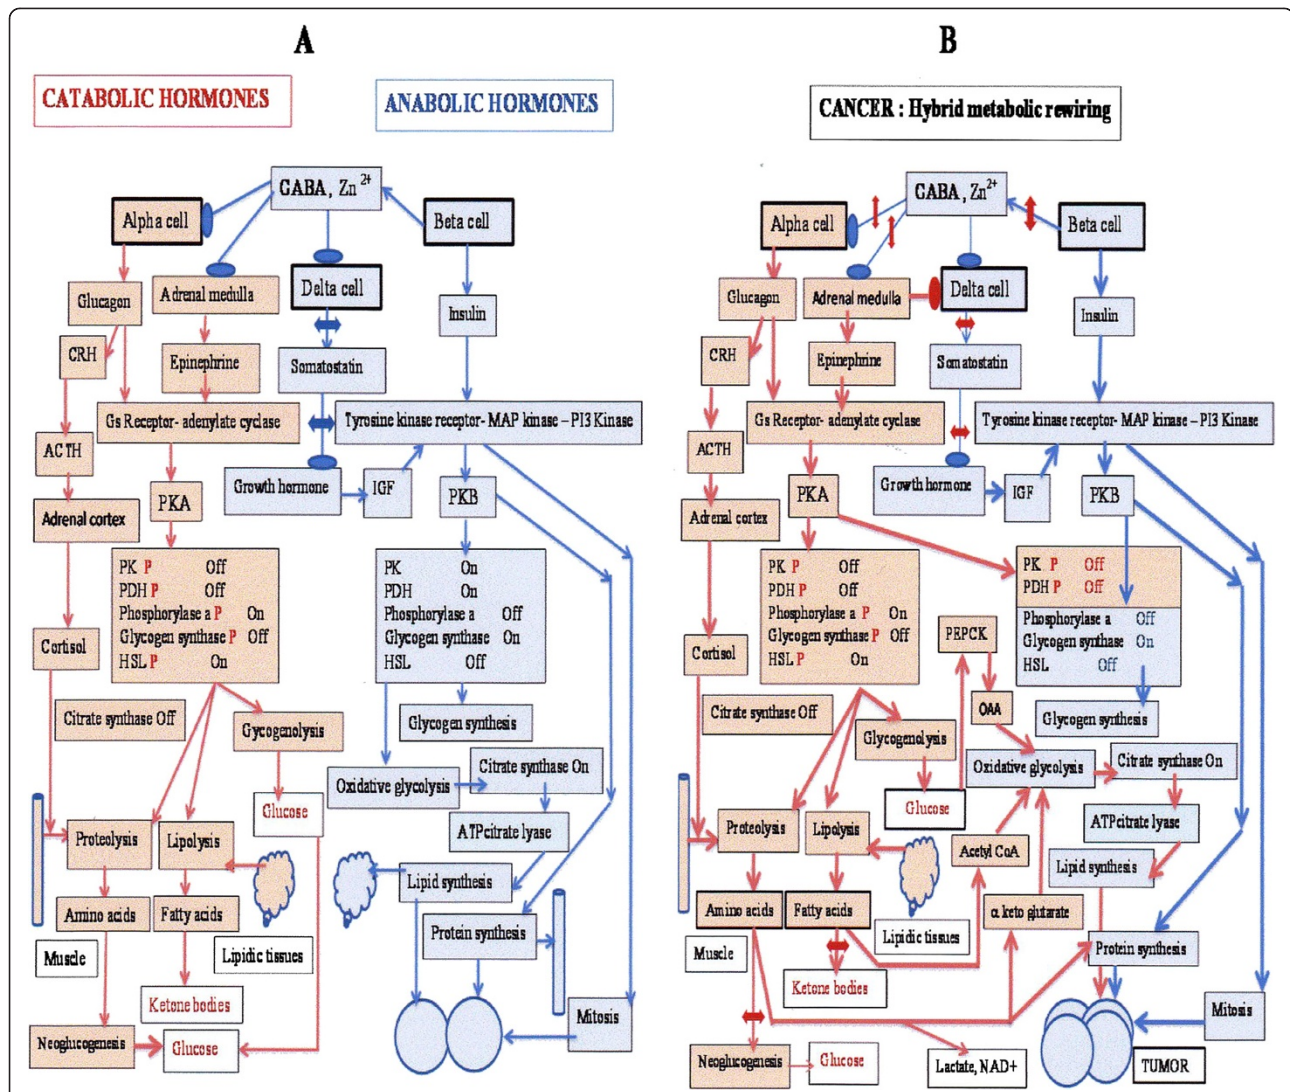 A
CATABOLIC HORMONES
ANABOLIC HORMONES
GABA, Zn 2+
Alpha cell
Beta cell
Glucagon
Adrenal medulla
Delta cell
Insulin
CRH
Epinephrine
Somatostatin
Gs Receptor- adenylate cyclase
Tyrosine kinase receptor- MAP kinase – PI3 Kinase
ACTH
PKA
Growth hormone
IGF
PKB
Adrenal cortex
PK P Off
PDH P Off
Phosphorylase a P On
Glycogen synthase P Off
HSL P On
PK On
PDH On
Phosphorylase a Off
Glycogen synthase On
HSL Off
Cortisol
Citrate synthase Off
Gycogenolysis
Glycogen synthesis
Oxidative glycolysis
Citrate synthase On
Glucose
Proteolysis
Lipolysis
ATPcitrate lyase
Lipid synthesis
Amino acids
Fatty acids
Protein synthesis
Muscle
Lipidic tissues
Ketone bodies
Mitosis
Neoglucogenesis
Glucose
B
CANCER : Hybrid metabolic rewiring
GABA, Zn2+
Alpha cell
Beta cell
Glucagon
Adrenal medulla
Delta cell
Insulin
CRH
Epinephrine
Somatostatin
Gs Receptor- adenylate cyclase
Tyrosine kinase receptor- MAP kinase – PI3 Kinase
ACTH
PKA
Growth hormone
IGF
PKB
Adrenal cortex
PK P Off
PDH P Off
Phosphorylase a P On
Glycogen synthase P Off
HSL P On
PK P Off
PDH P Off
Phosphorylase a Off
Glycogen synthase On
HSL Off
PEPCK
Cortisol
Citrate synthase Off
OAA
Glycogen synthesis
Glycogenolysis
Oxidative glycolysis
Citrate synthase On
Glucose
Proteolysis
Lipolysis
ATPcitrate lyase
Acetyl CoA
Lipid synthesis
Amino acids
Fatty acids
α keto glutarate
Muscle
Lipidic tissues
Protein synthesis
Ketone bodies
Mitosis
Neoglucogenesis
Glucose
Lactate, NAD+
TUMOR